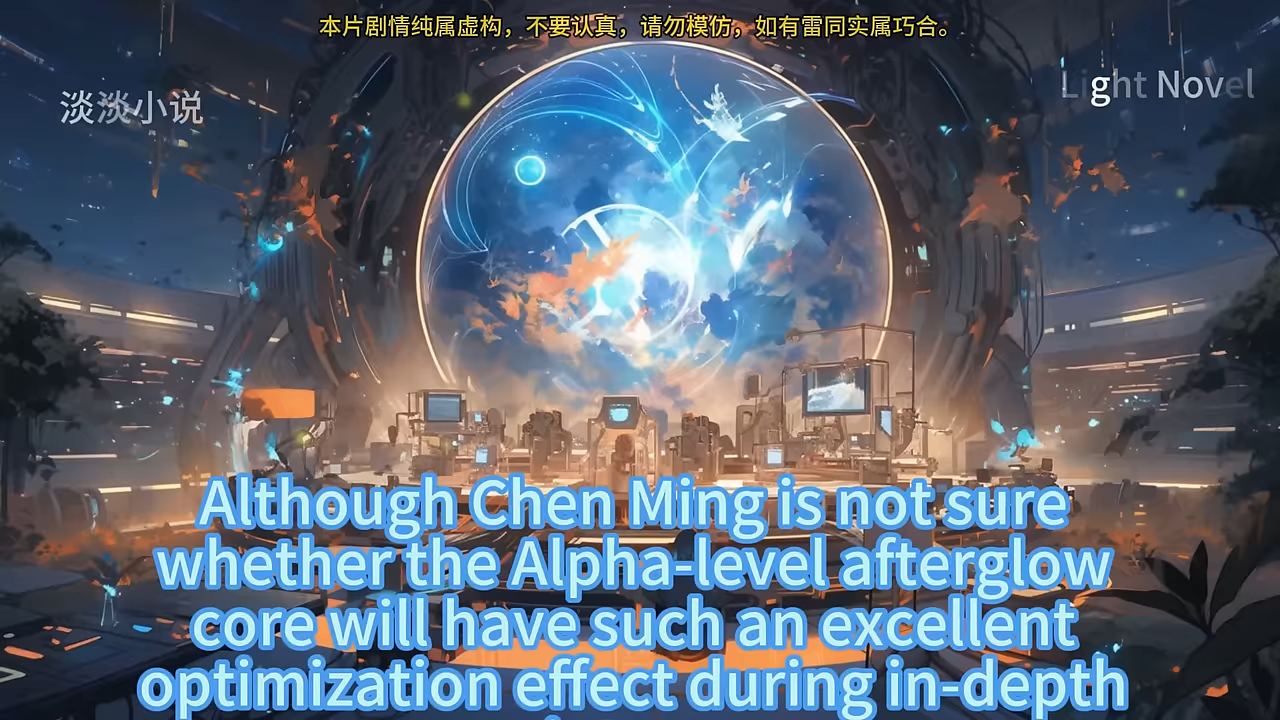 本片剧情纯属虚构，不要认真，请勿模仿，如有雷同实属巧合。
淡淡小说
Light Novel
Although Chen Ming is not sure
whether the Alpha-level afterglow
core will have such an excellent
optimization effect during in-depth